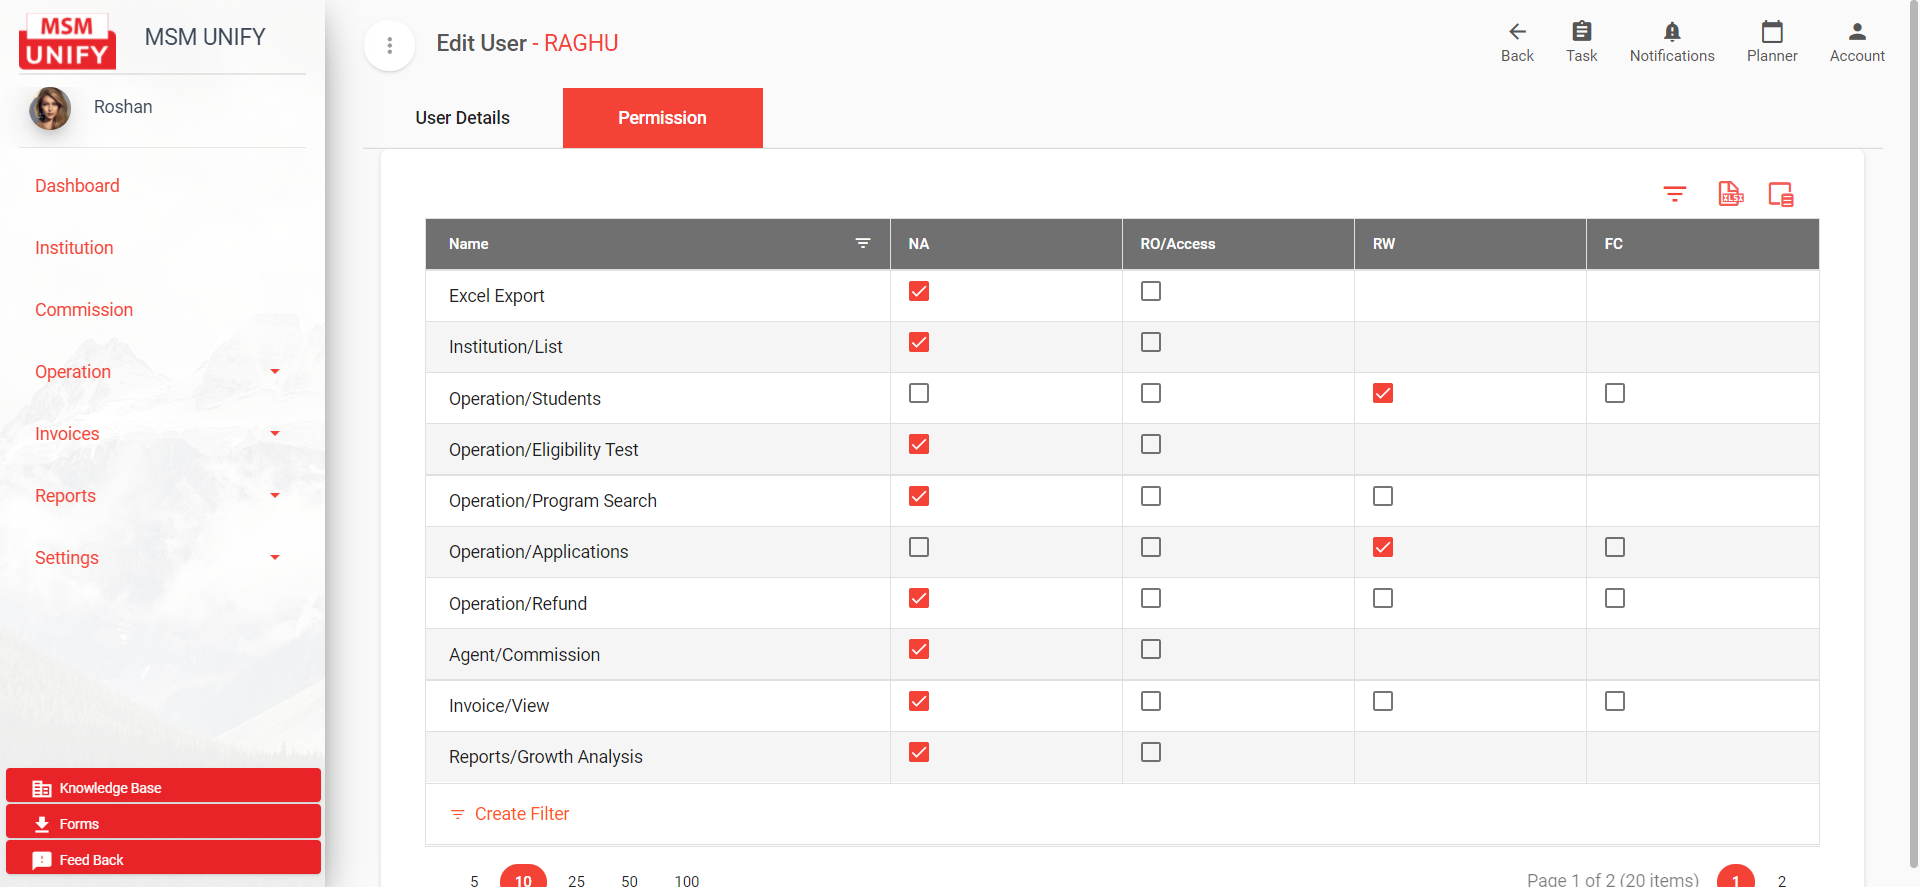 MSM
UNIFY
MSM UNIFY
Roshan
Dashboard
Institution
Commission
Operation
Invoices
Reports
Settings
Knowledge Base
Forms
Feed Back
Edit User - RAGHU
Back
Task
Notifications
Planner
Account
User Details
Permission
XLSX
Name NA RO/Access RW FC
Excel Export
Institution/List
Operation/Students
Operation/Eligibility Test
Operation/Program Search
Operation/Applications
Operation/Refund
Agent/Commission
Invoice/View
Reports/Growth Analysis
Create Filter
5 10 25 50 100
Page 1 of 2 (20 items) 1 2